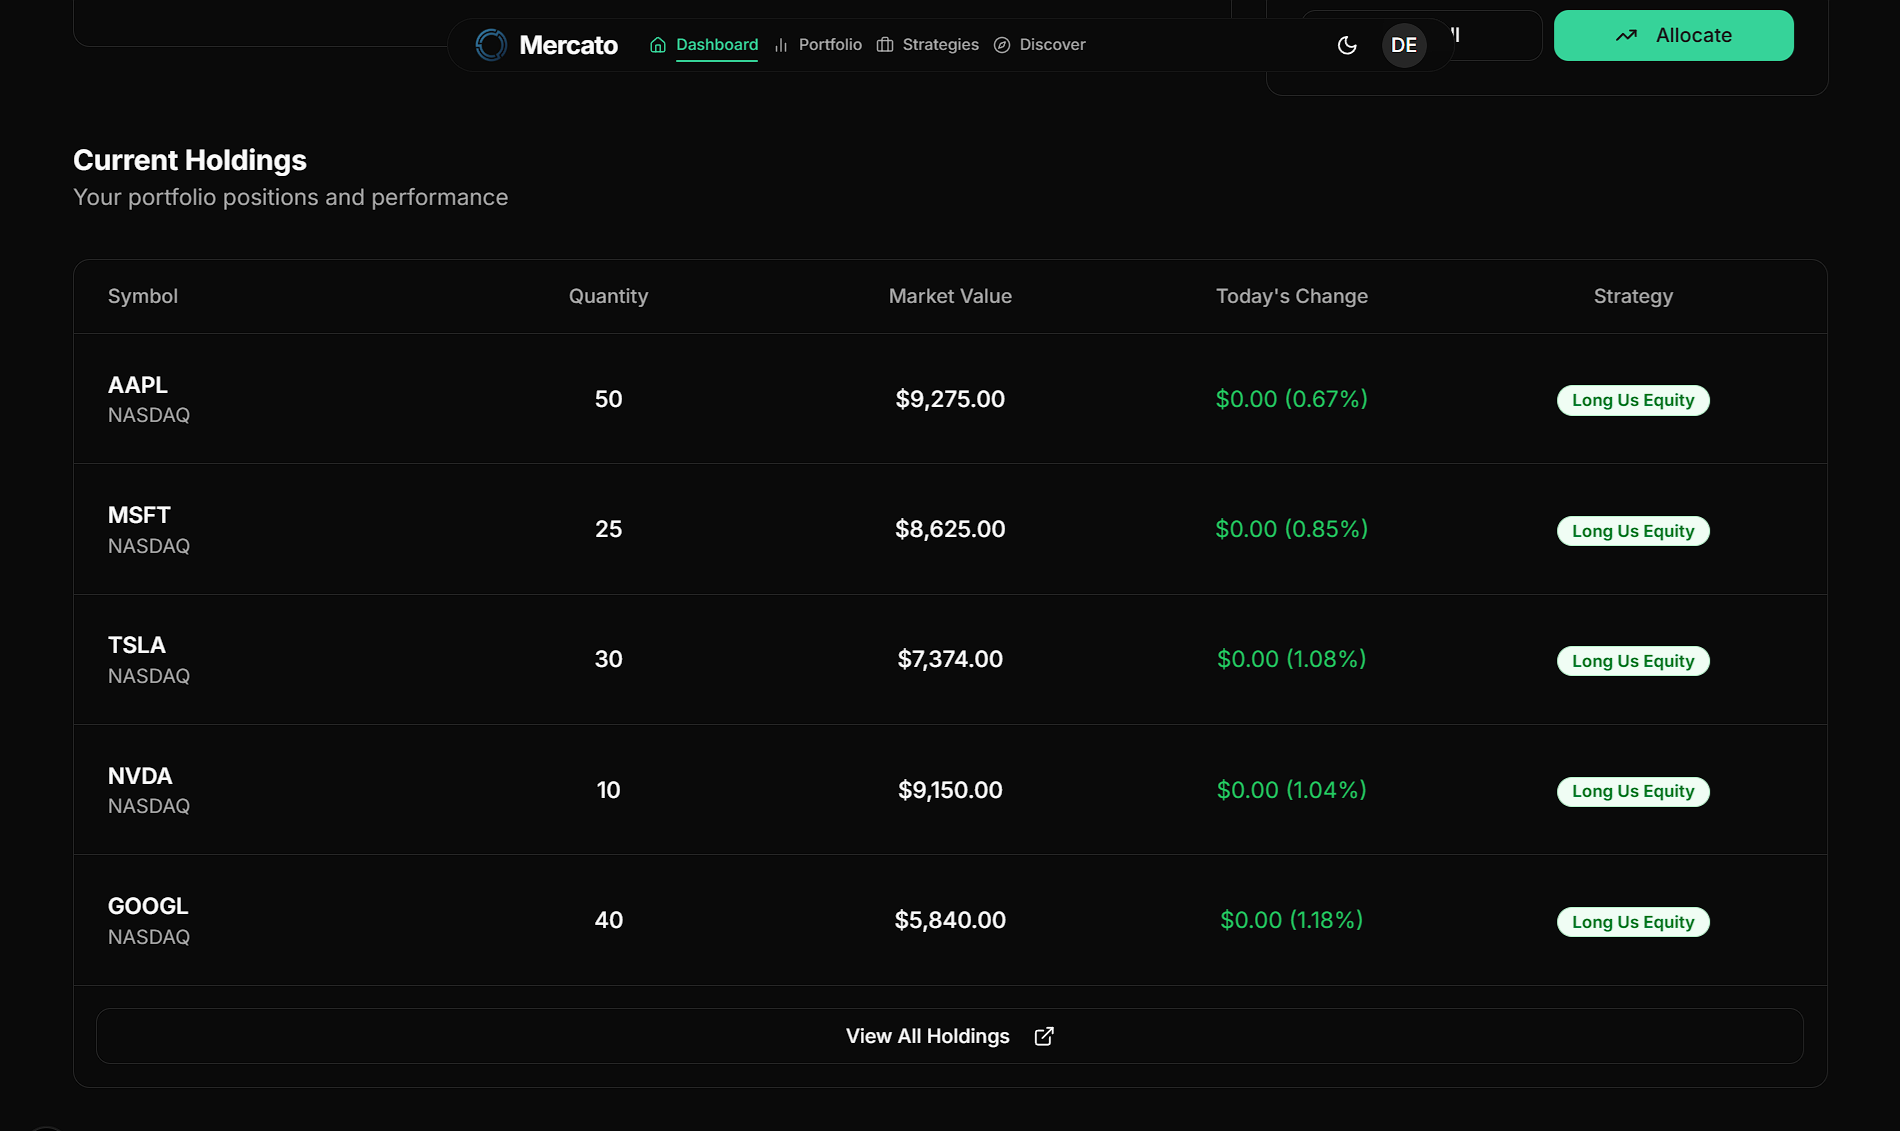 Mercato Dashboard Portfolio Strategies Discover DE
Allocate
Current Holdings
Your portfolio positions and performance
Symbol Quantity Market Value Today's Change Strategy
AAPL
NASDAQ
50 $9,275.00 $0.00 (0.67%) Long Us Equity
MSFT
NASDAQ
25 $8,625.00 $0.00 (0.85%) Long Us Equity
TSLA
NASDAQ
30 $7,374.00 $0.00 (1.08%) Long Us Equity
NVDA
NASDAQ
10 $9,150.00 $0.00 (1.04%) Long Us Equity
GOOGL
NASDAQ
40 $5,840.00 $0.00 (1.18%) Long Us Equity
View All Holdings